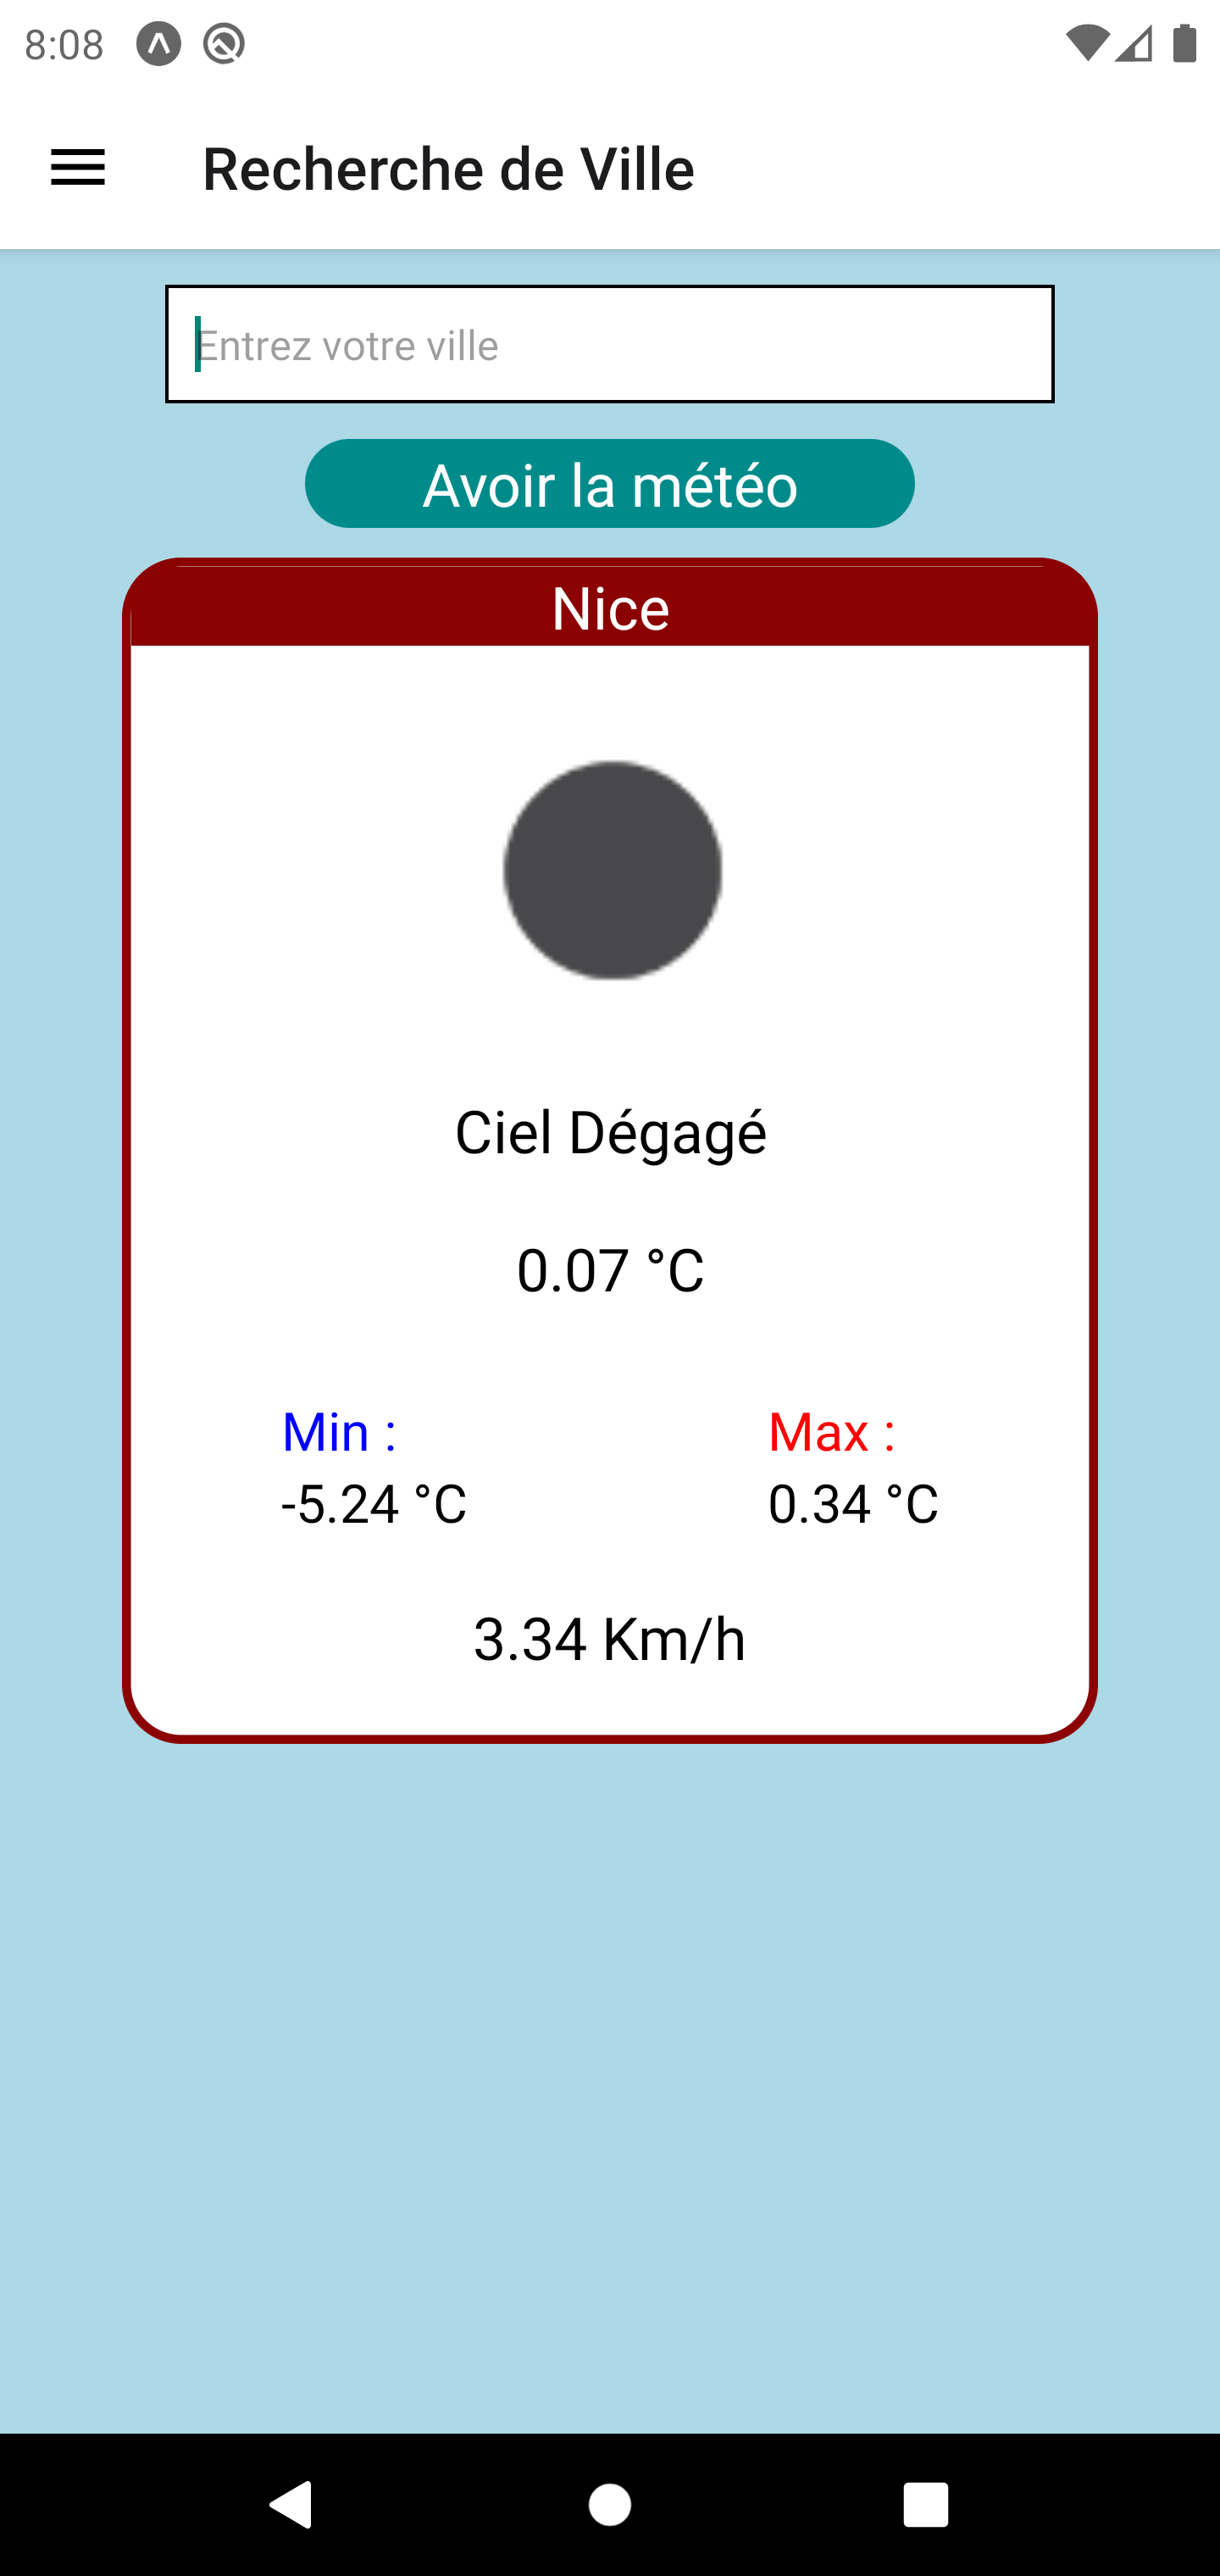 8:08
Recherche de Ville
Entrez votre ville
Avoir la météo
Nice
Ciel Dégagé
0.07 °C
Min :
-5.24 °C
Max :
0.34 °C
3.34 Km/h